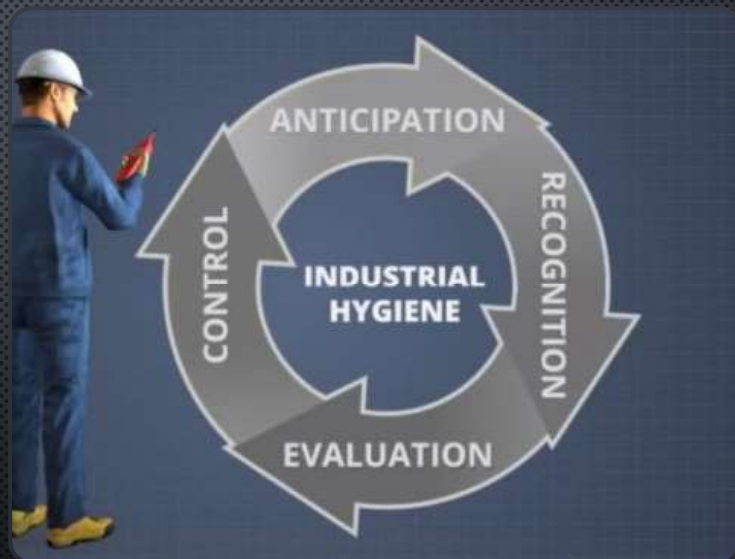 ANTICIPATION
RECOGNITION
EVALUATION
CONTROL
INDUSTRIAL
HYGIENE